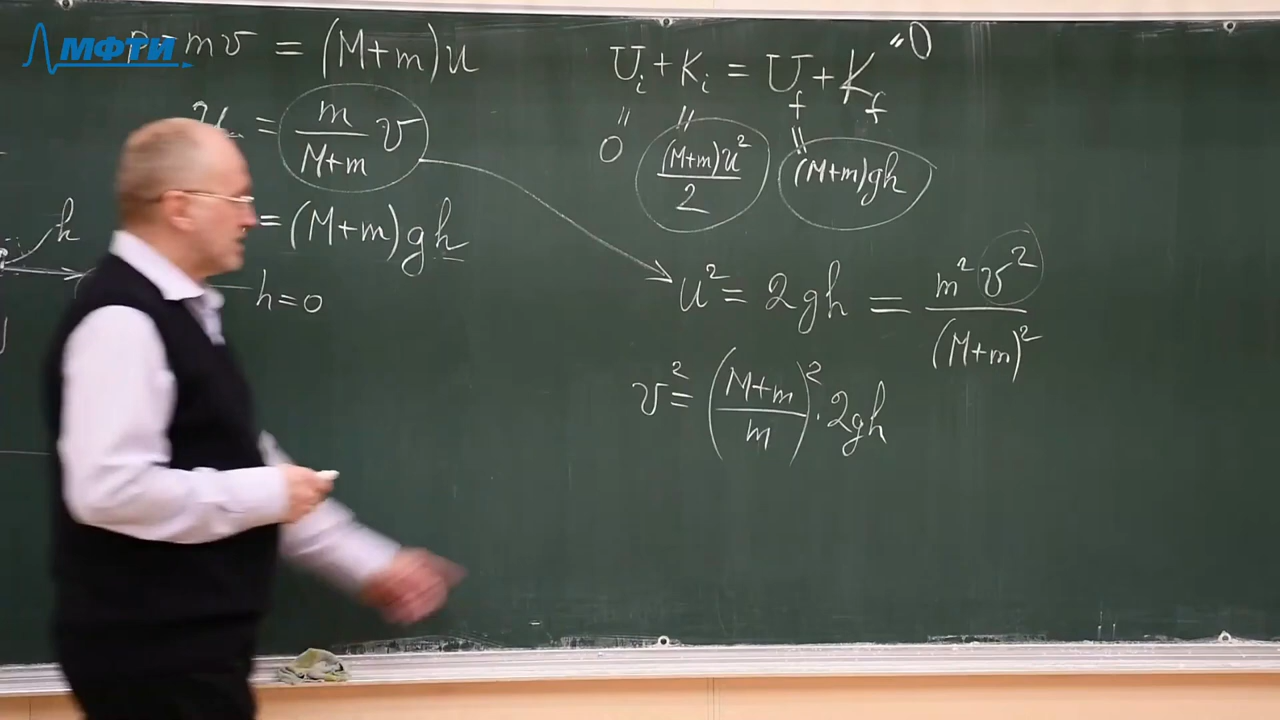 МФТИ
p = mv = (M+m)u
u = m/(M+m) v
= (M+m)gh
h
h=0
U_i + K_i = U_f + K_f
"0
" " "
0 (M+m)u²/2 (M+m)gh
u² = 2gh = m²v²/(M+m)²
v² = ((M+m)/m)² · 2gh